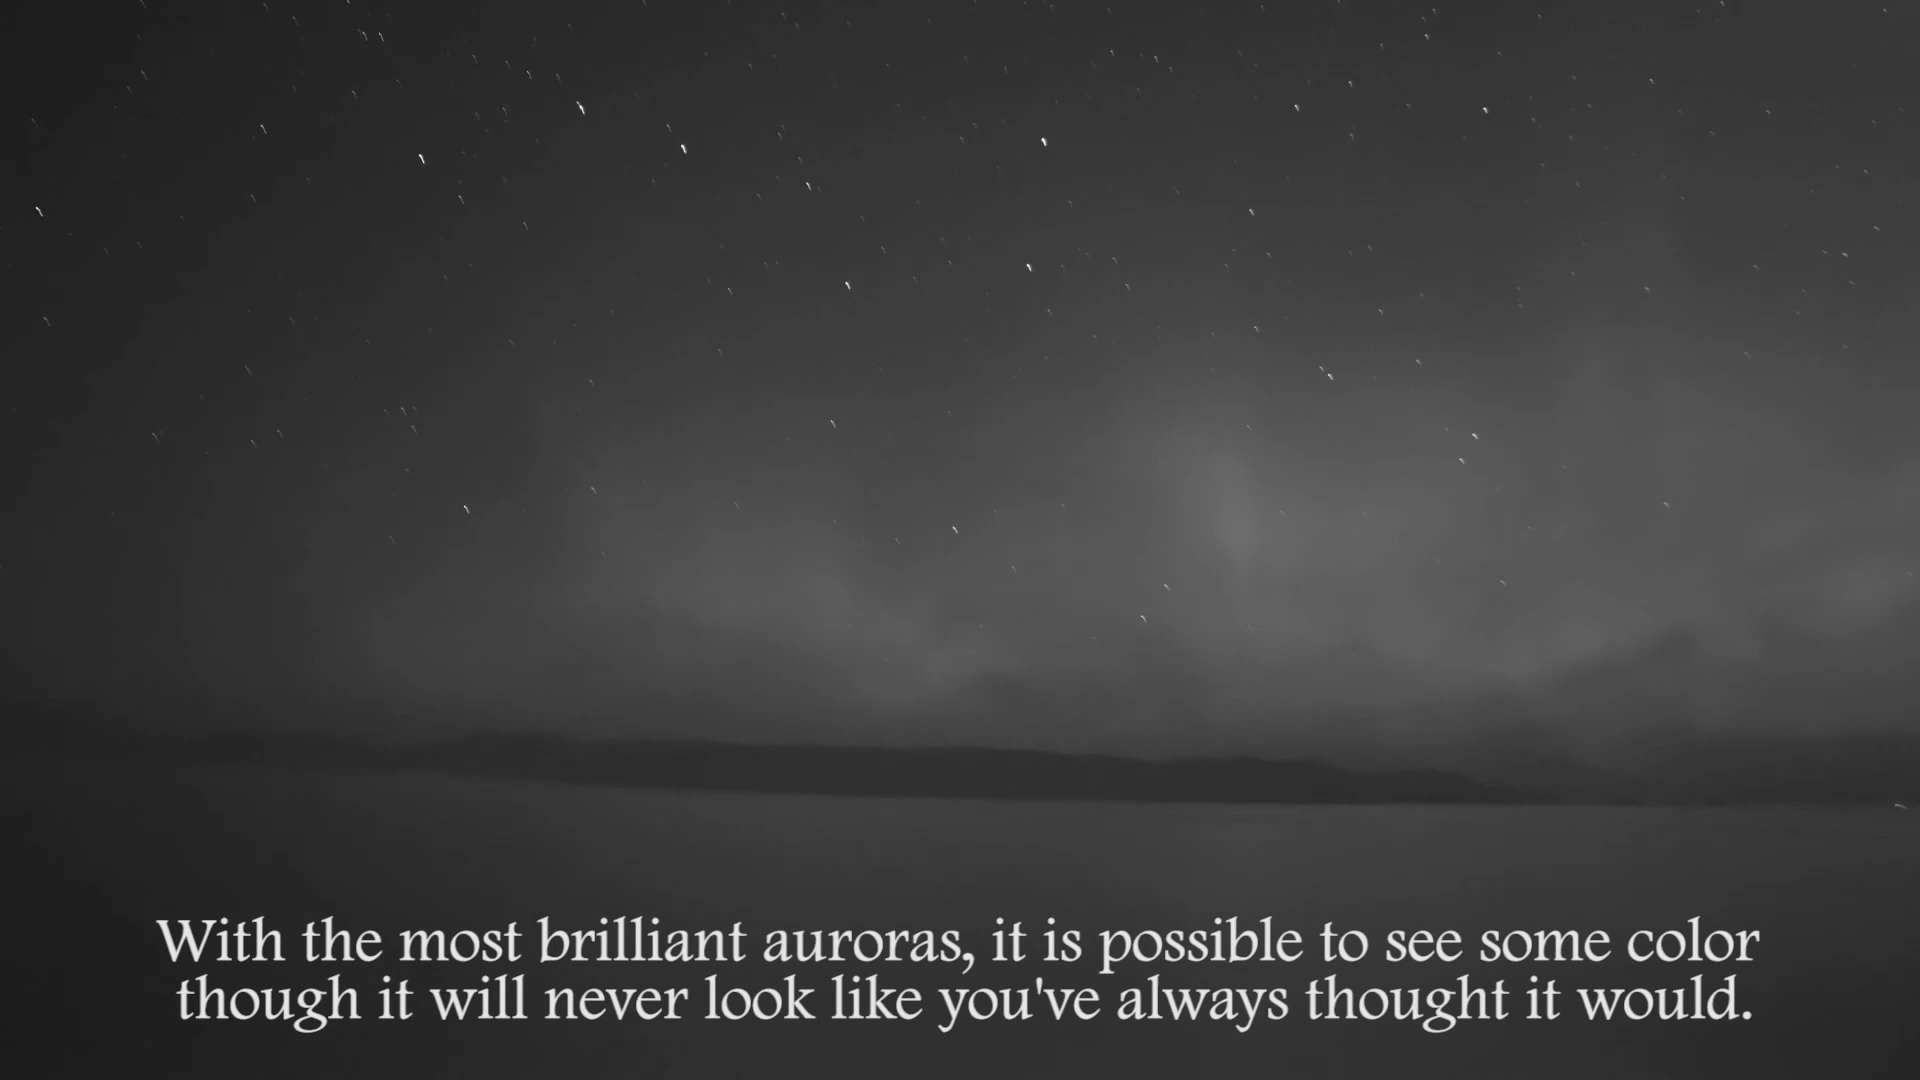 With the most brilliant auroras, it is possible to see some color
though it will never look like you've always thought it would.